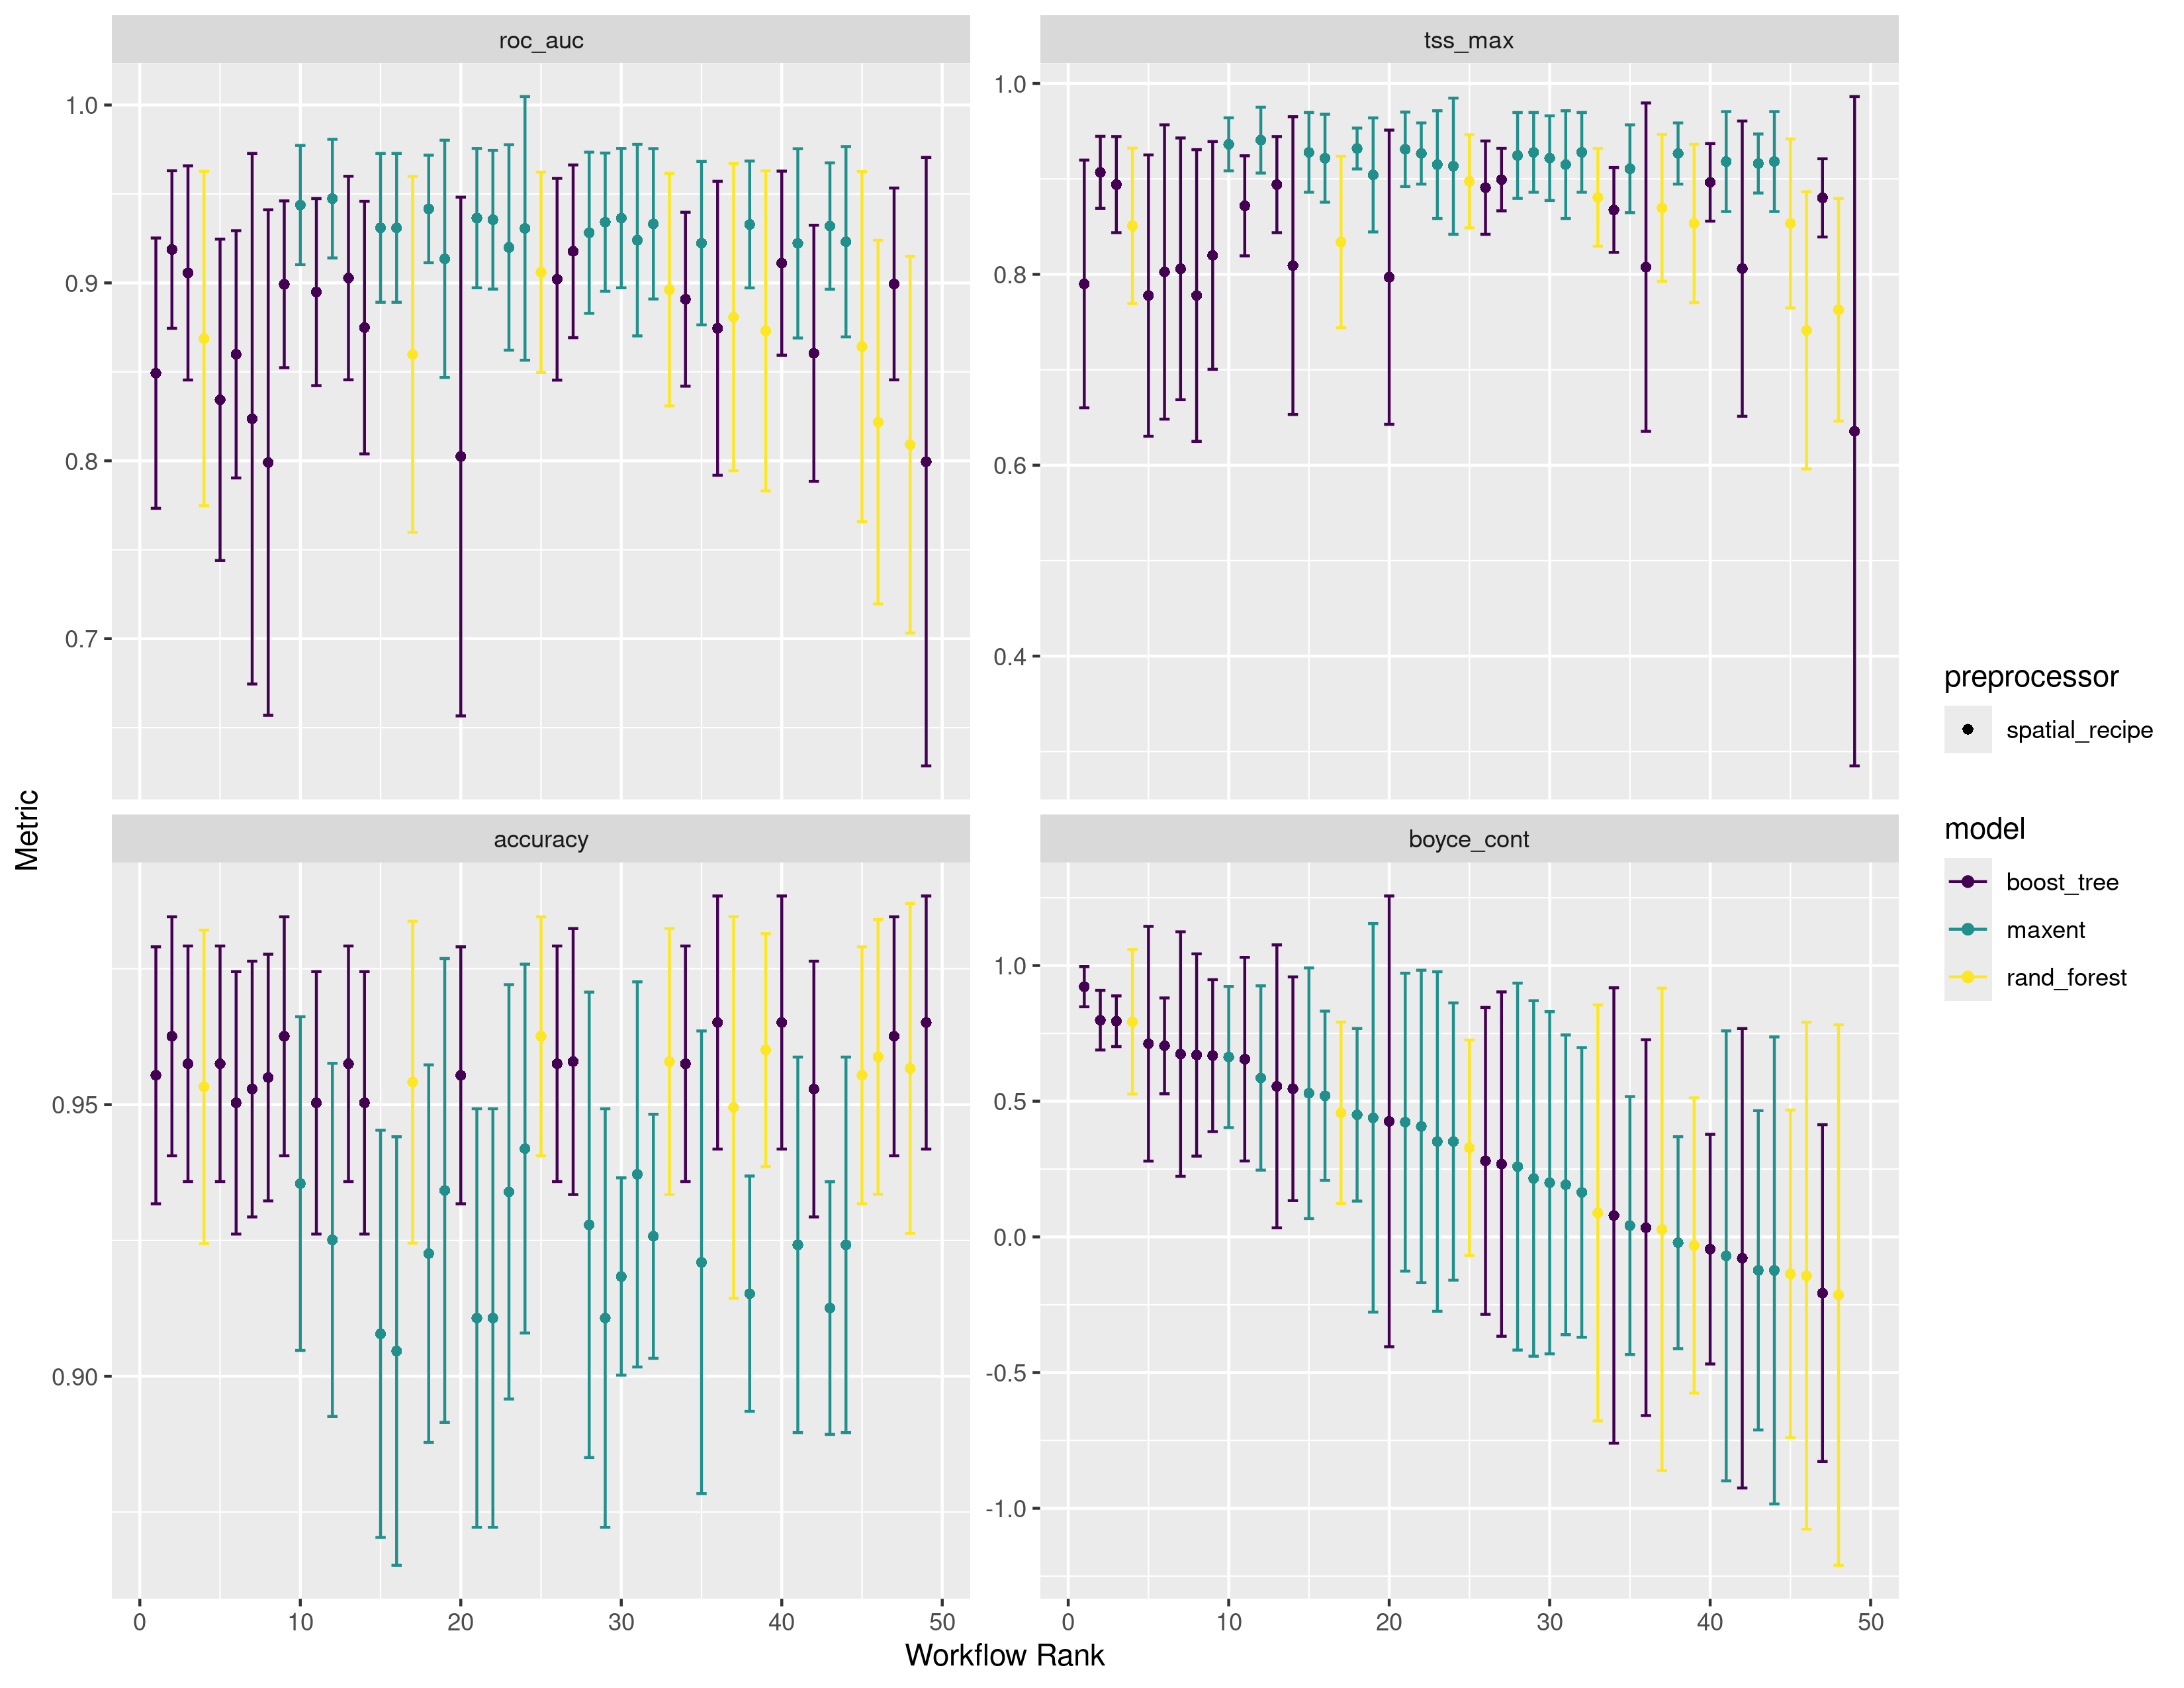 roc_auc
tss_max
1.0
0.9
0.8
0.7
1.0
0.8
0.6
0.4
accuracy
boyce_cont
0.95
0.90
1.0
0.5
0.0
-0.5
-1.0
0 10 20 30 40 50
0 10 20 30 40 50
Workflow Rank
Metric
preprocessor
spatial_recipe
model
boost_tree
maxent
rand_forest